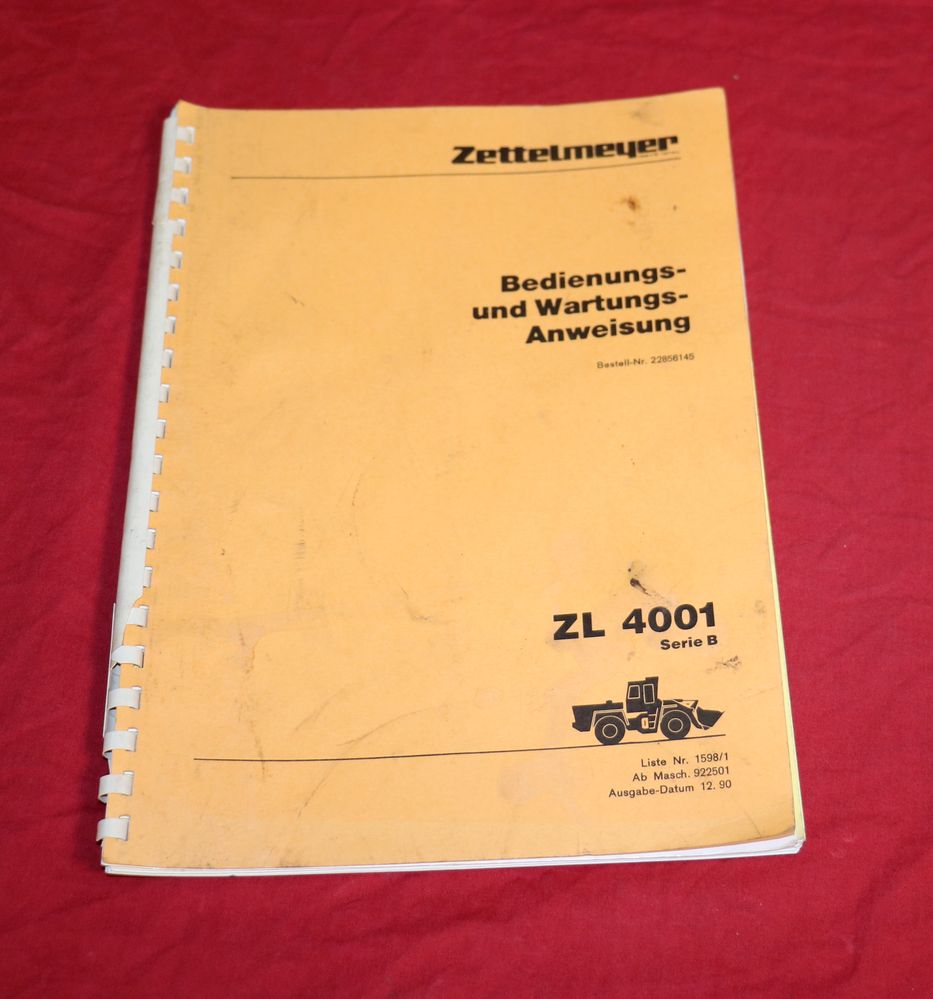 Zettelmeyer
Bedienungs-
und Wartungs-
Anweisung
Bestell-Nr. 22856145
ZL 4001
Serie B
Liste Nr. 1598/1
Ab Masch. 922501
Ausgabe-Datum 12.90